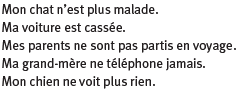 Mon chat n'est plus malade.
Ma voiture est cassée.
Mes parents ne sont pas partis en voyage.
Ma grand-mère ne téléphone jamais.
Mon chien ne voit plus rien.